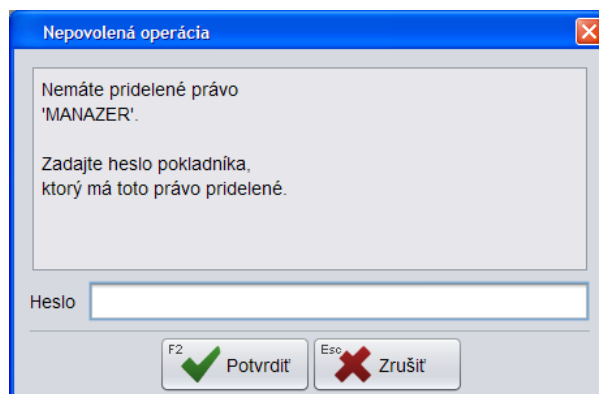 Nepovolená operácia
Nemáte pridelené právo
'MANAZER'.
Zadajte heslo pokladníka,
ktorý má toto právo pridelené.
Heslo
F2 Potvrdiť
Esc Zrušiť